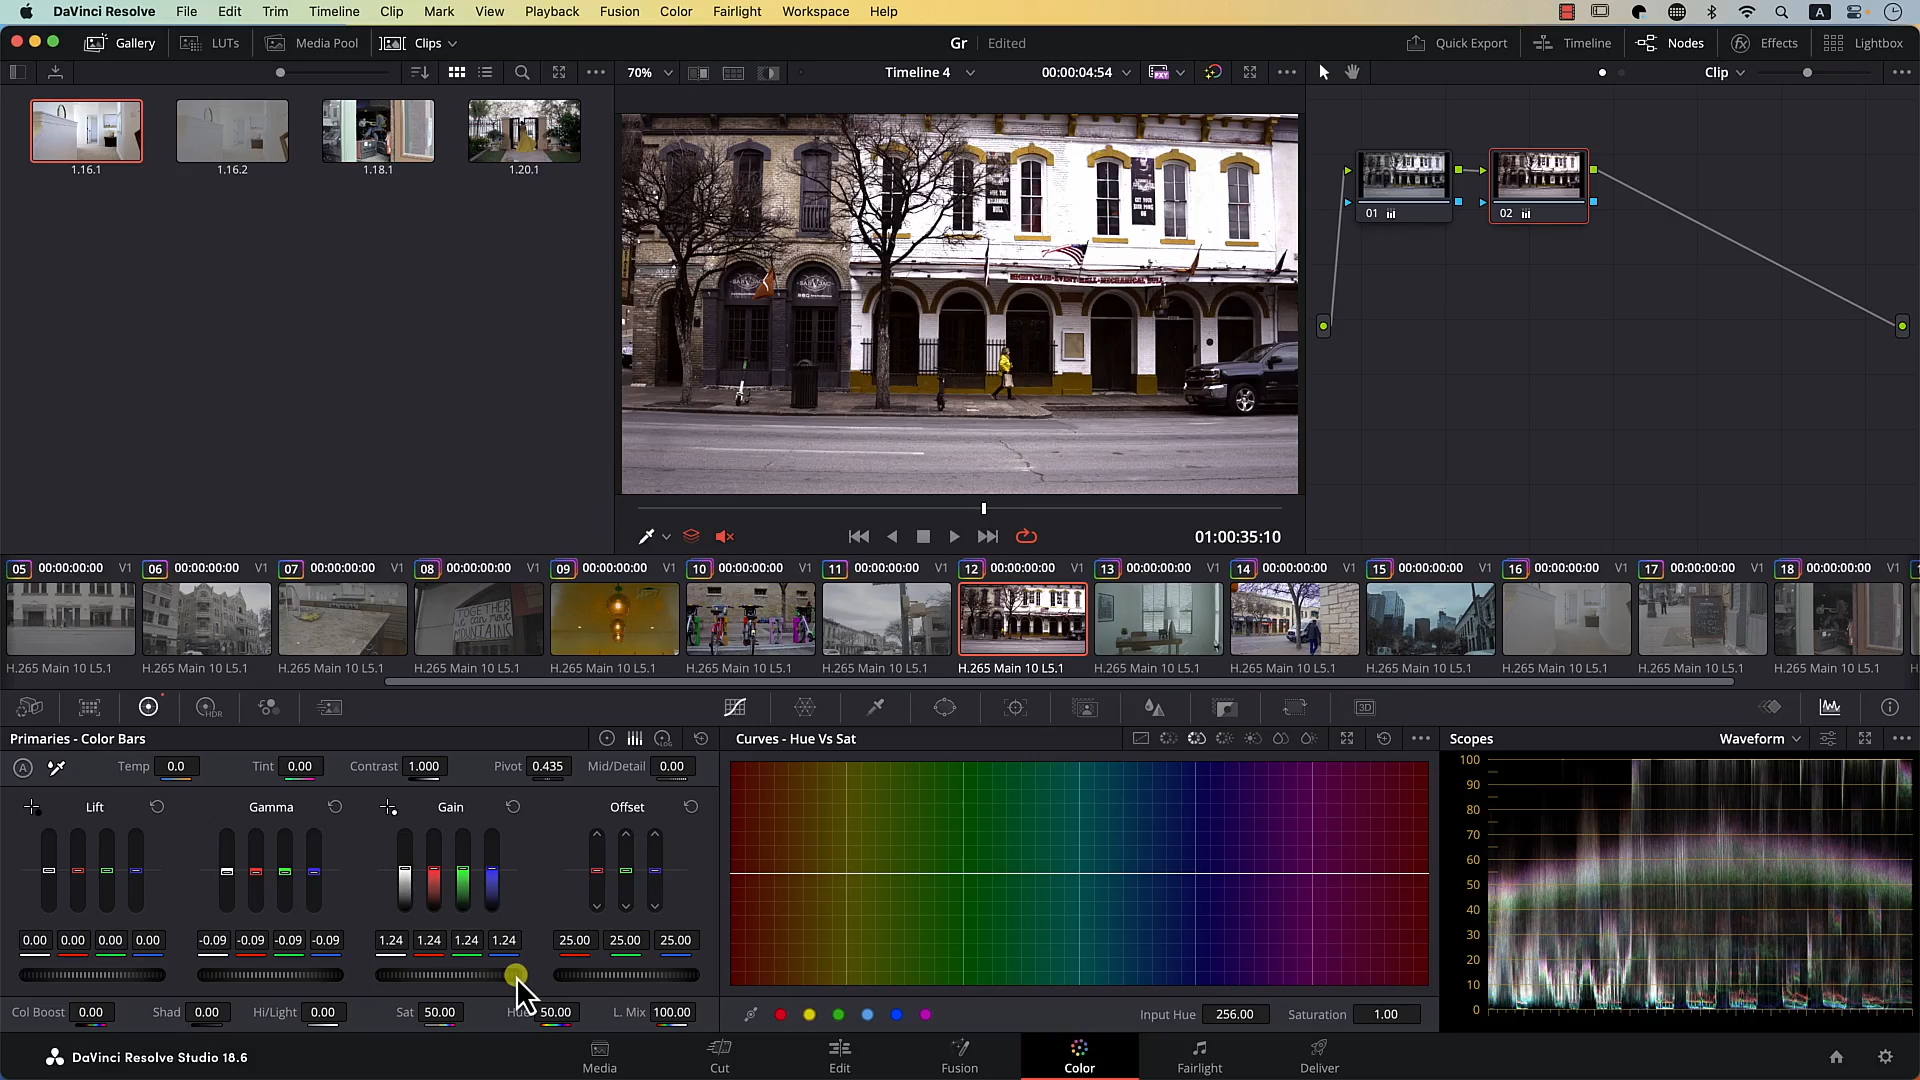 DaVinci Resolve File Edit Trim Timeline Clip Mark View Playback Fusion Color Fairlight Workspace Help A
Gallery LUTs Media Pool Clips Gr Edited Quick Export Timeline Nodes Effects Lightbox
70% Timeline 4 00:00:04:54 Clip
1.16.1 1.16.2 1.18.1 1.20.1
01 02
01:00:35:10
05 00:00:00:00 V1 06 00:00:00:00 V1 07 00:00:00:00 V1 08 00:00:00:00 V1 09 00:00:00:00 V1 10 00:00:00:00 V1 11 00:00:00:00 V1 12 00:00:00:00 V1 13 00:00:00:00 V1 14 00:00:00:00 V1 15 00:00:00:00 V1 16 00:00:00:00 V1 17 00:00:00:00 V1 18 00:00:00:00 V1
TOGETHER
MOUNTAINS
H.265 Main 10 L5.1 H.265 Main 10 L5.1 H.265 Main 10 L5.1 H.265 Main 10 L5.1 H.265 Main 10 L5.1 H.265 Main 10 L5.1 H.265 Main 10 L5.1 H.265 Main 10 L5.1 H.265 Main 10 L5.1 H.265 Main 10 L5.1 H.265 Main 10 L5.1 H.265 Main 10 L5.1 H.265 Main 10 L5.1 H.265 Main 10 L5.1
HDR 3D
Primaries - Color Bars LOG Curves - Hue Vs Sat Scopes Waveform
A Temp 0.0 Tint 0.00 Contrast 1.000 Pivot 0.435 Mid/Detail 0.00
Lift Gamma Gain Offset
0.00 0.00 0.00 0.00 -0.09 -0.09 -0.09 -0.09 1.24 1.24 1.24 1.24 25.00 25.00 25.00
Col Boost 0.00 Shad 0.00 Hi/Light 0.00 Sat 50.00 50.00 L. Mix 100.00
Input Hue 256.00 Saturation 1.00
100
90
80
70
60
50
40
30
20
10
0
DaVinci Resolve Studio 18.6 Media Cut Edit Fusion Color Fairlight Deliver